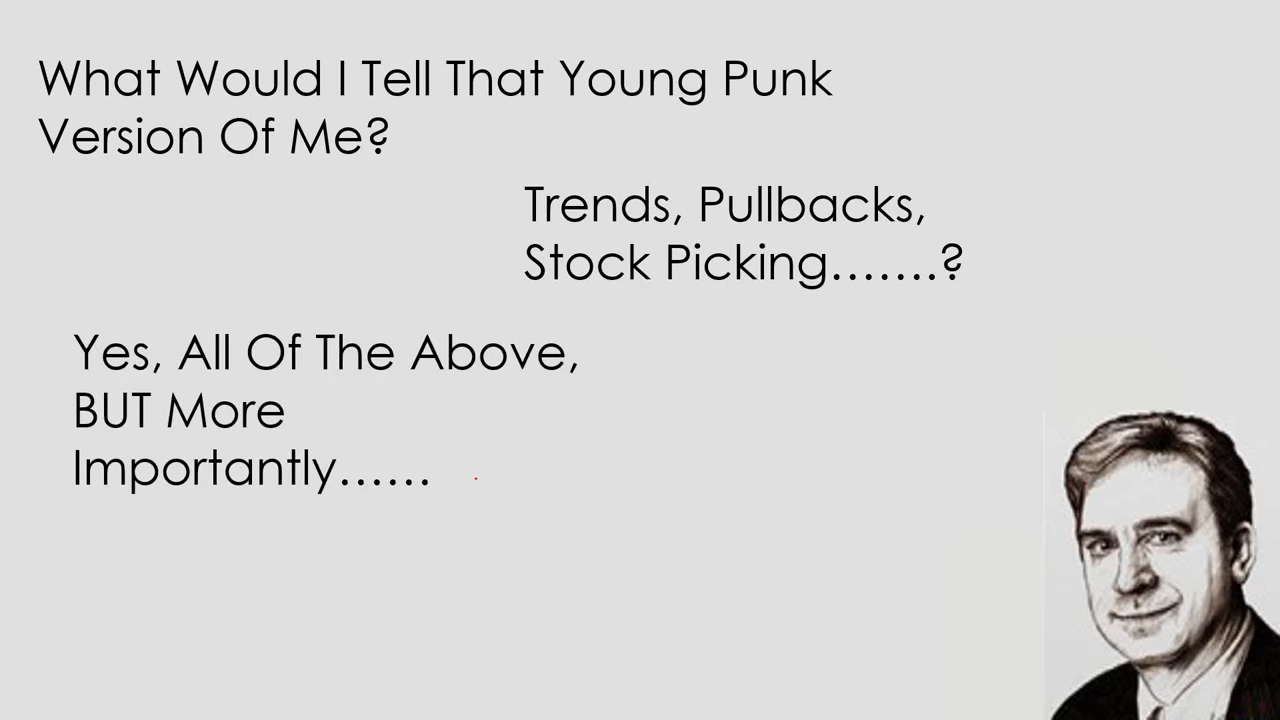 What Would I Tell That Young Punk
Version Of Me?
Trends, Pullbacks,
Stock Picking…….?
Yes, All Of The Above,
BUT More
Importantly……